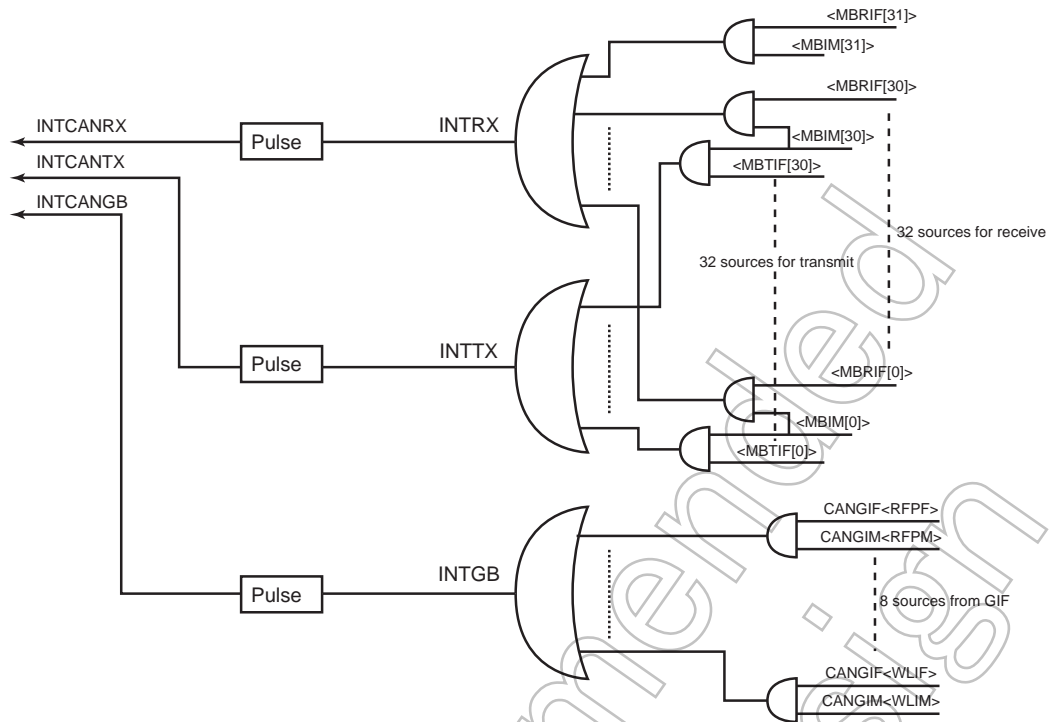 <MBRIF[31]>
<MBIM[31]>
<MBRIF[30]>
INTCANRX
Pulse
INTRX
<MBIM[30]>
<MBTIF[30]>
INTCANTX
INTCANGB
32 sources for receive
32 sources for transmit
Pulse
INTTX
<MBRIF[0]>
<MBIM[0]>
<MBTIF[0]>
CANGIF<RFPF>
CANGIM<RFPM>
Pulse
INTGB
8 sources from GIF
CANGIF<WLIF>
CANGIM<WLIM>
mended
sign